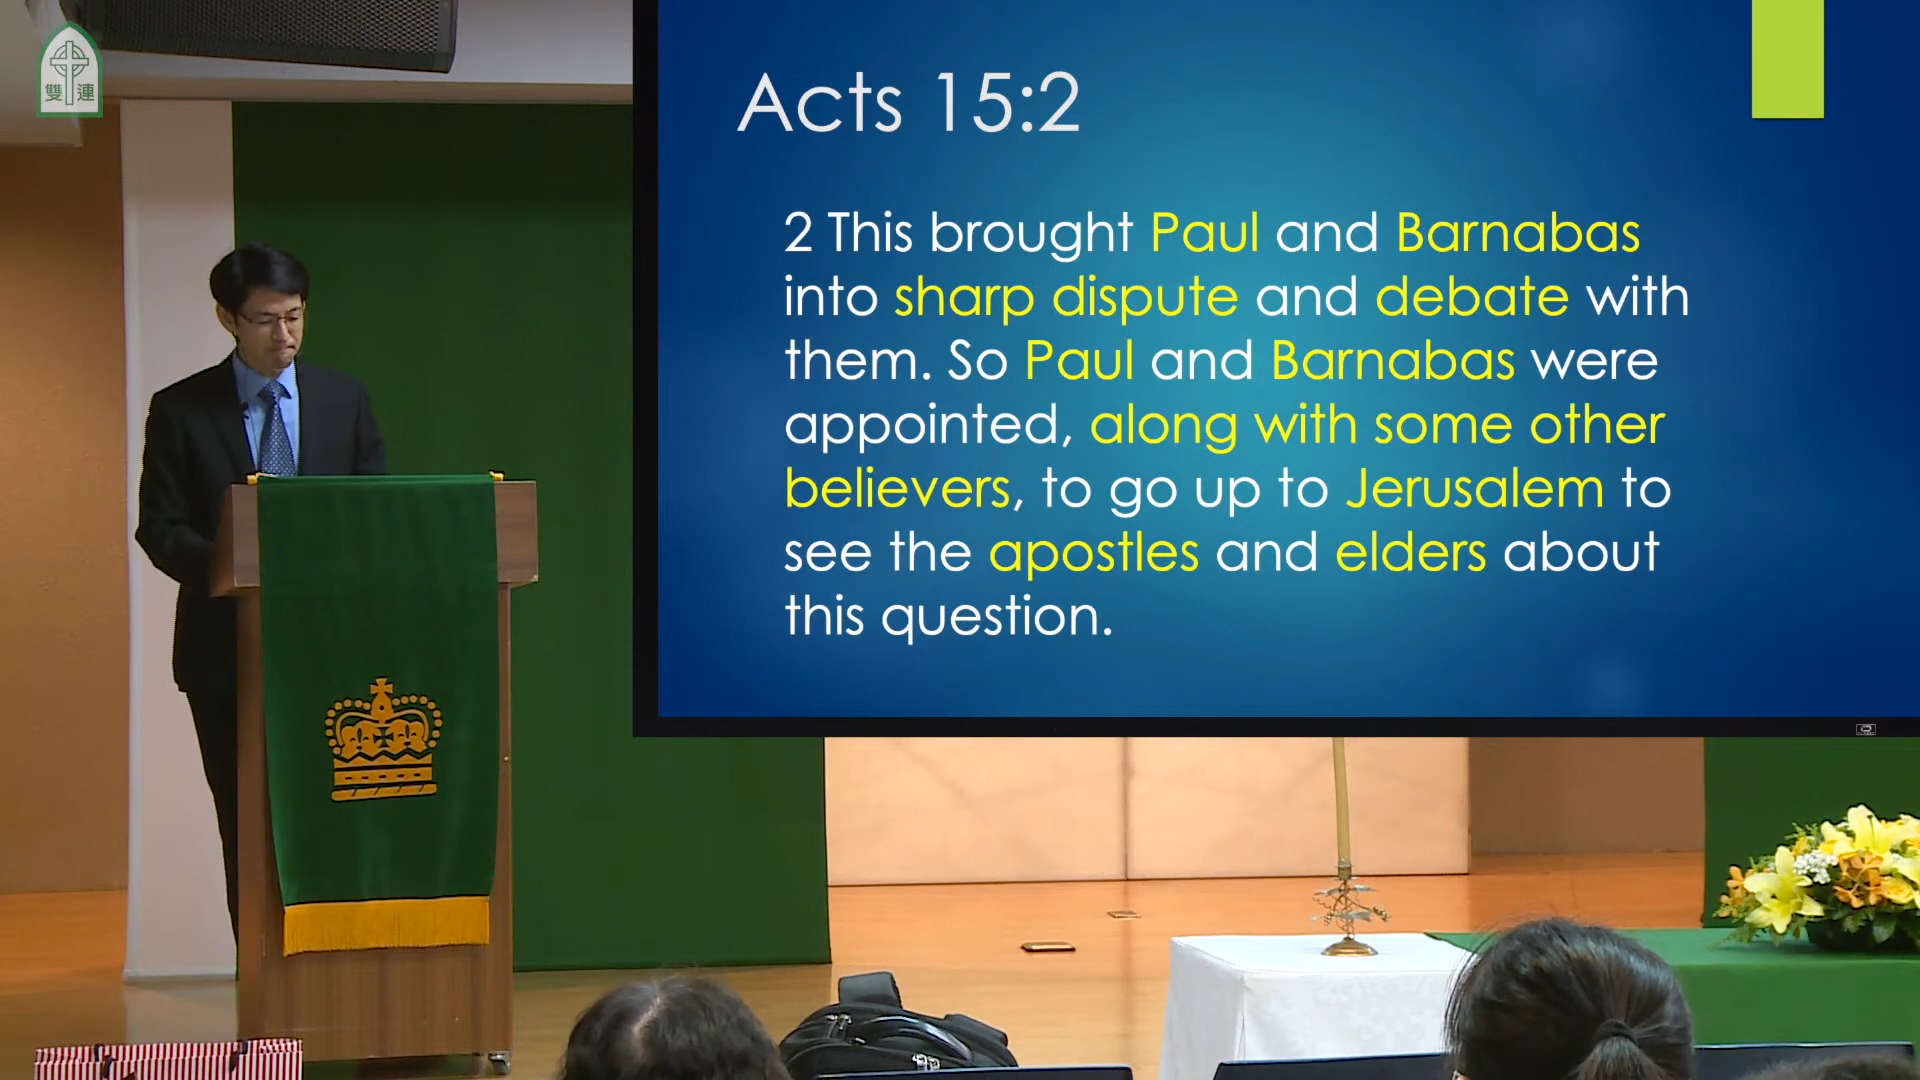 雙連
Acts 15:2
2 This brought Paul and Barnabas
into sharp dispute and debate with
them. So Paul and Barnabas were
appointed, along with some other
believers, to go up to Jerusalem to
see the apostles and elders about
this question.